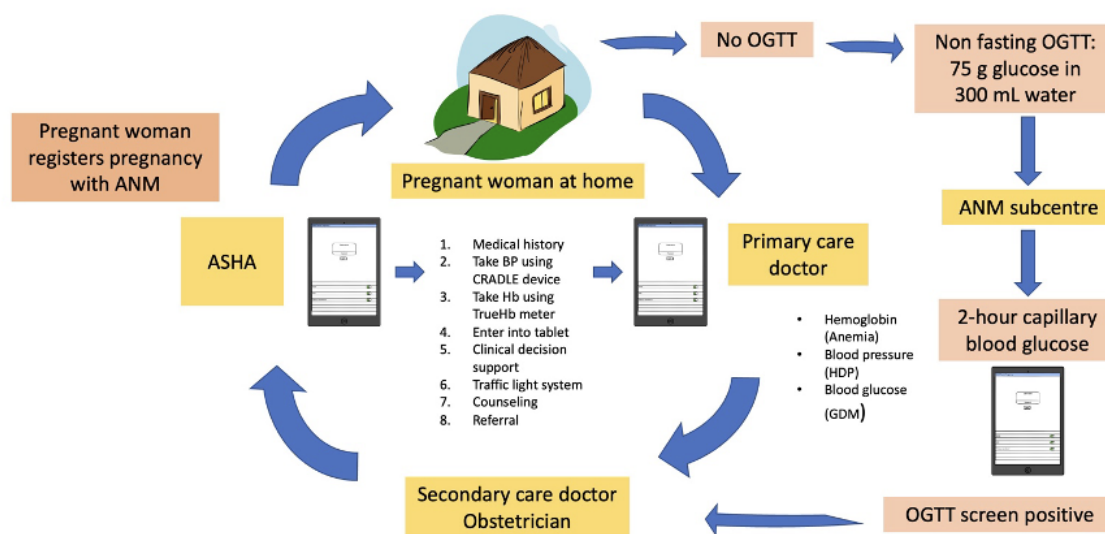 No OGTT
Non fasting OGTT:
75 g glucose in
300 mL water
Pregnant woman
registers pregnancy
with ANM
Pregnant woman at home
ANM subcentre
ASHA
1. Medical history
2. Take BP using
CRADLE device
3. Take Hb using
TrueHb meter
4. Enter into tablet
5. Clinical decision
support
6. Traffic light system
7. Counseling
8. Referral
Primary care
doctor
• Hemoglobin
(Anemia)
• Blood pressure
(HDP)
• Blood glucose
(GDM)
2-hour capillary
blood glucose
Secondary care doctor
Obstetrician
OGTT screen positive